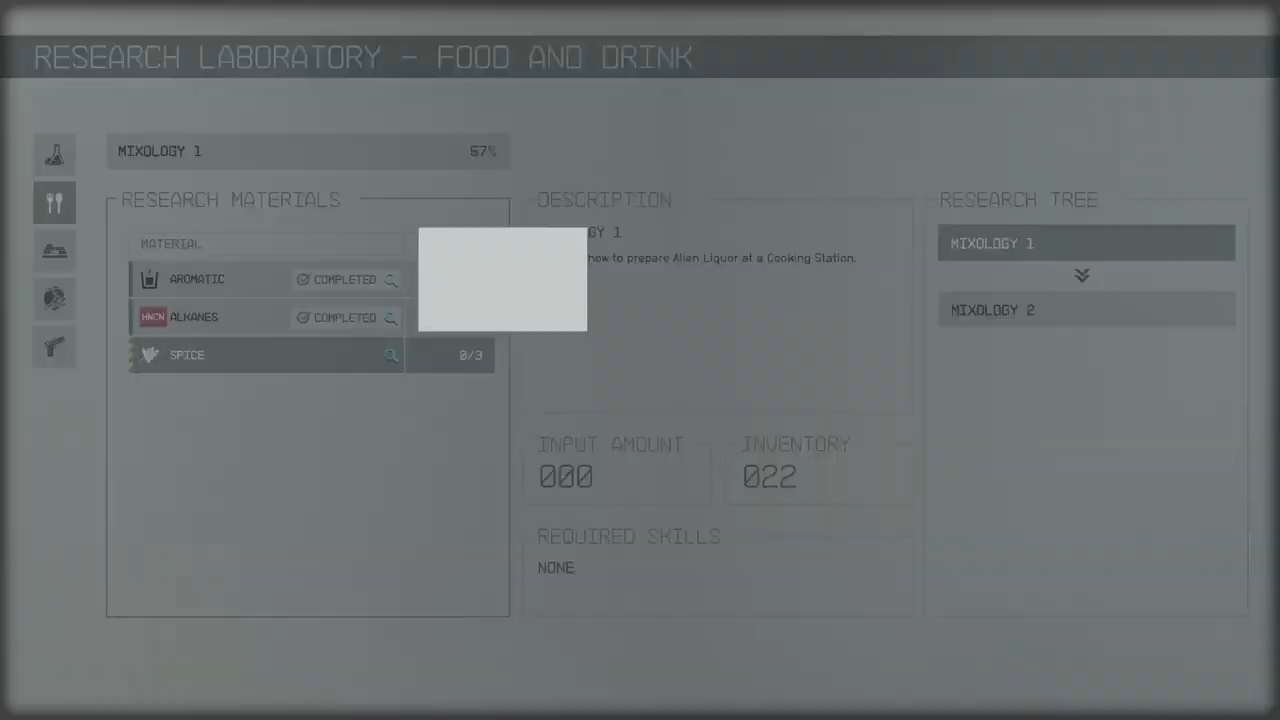 RESEARCH LABORATORY - FOOD AND DRINK
MIXOLOGY 1 67%
RESEARCH MATERIALS
MATERIAL
AROMATIC COMPLETED
HNCN ALKANES COMPLETED
SPICE 0/3
DESCRIPTION
GY 1
how to prepare Alien Liquor at a Cooking Station.
INPUT AMOUNT
000
INVENTORY
022
REQUIRED SKILLS
NONE
RESEARCH TREE
MIXOLOGY 1
MIXOLOGY 2